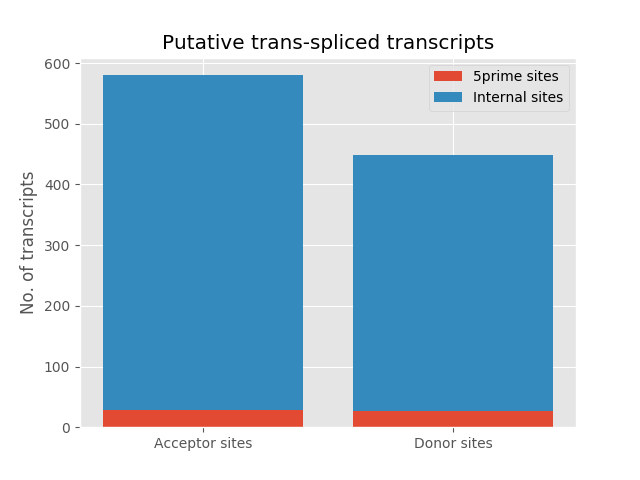 Putative trans-spliced transcripts
5prime sites
Internal sites
No. of transcripts
600
500
400
300
200
100
0
Acceptor sites
Donor sites